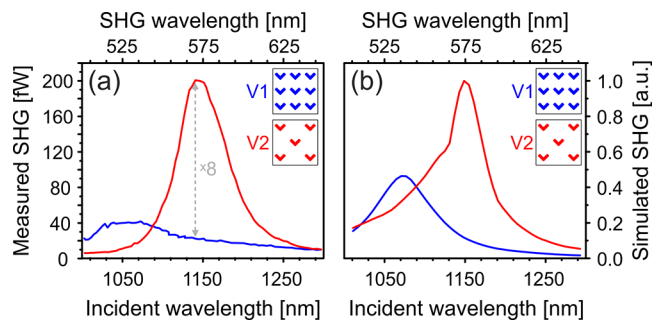 SHG wavelength [nm]
525 575 625
SHG wavelength [nm]
525 575 625
Measured SHG [fW]
200
160
120
80
40
0
(a)
V1
V2
x8
1050 1150 1250
Incident wavelength [nm]
(b)
V1
V2
1050 1150 1250
Incident wavelength [nm]
1.0
0.8
0.6
0.4
0.2
0.0
Simulated SHG [a.u.]